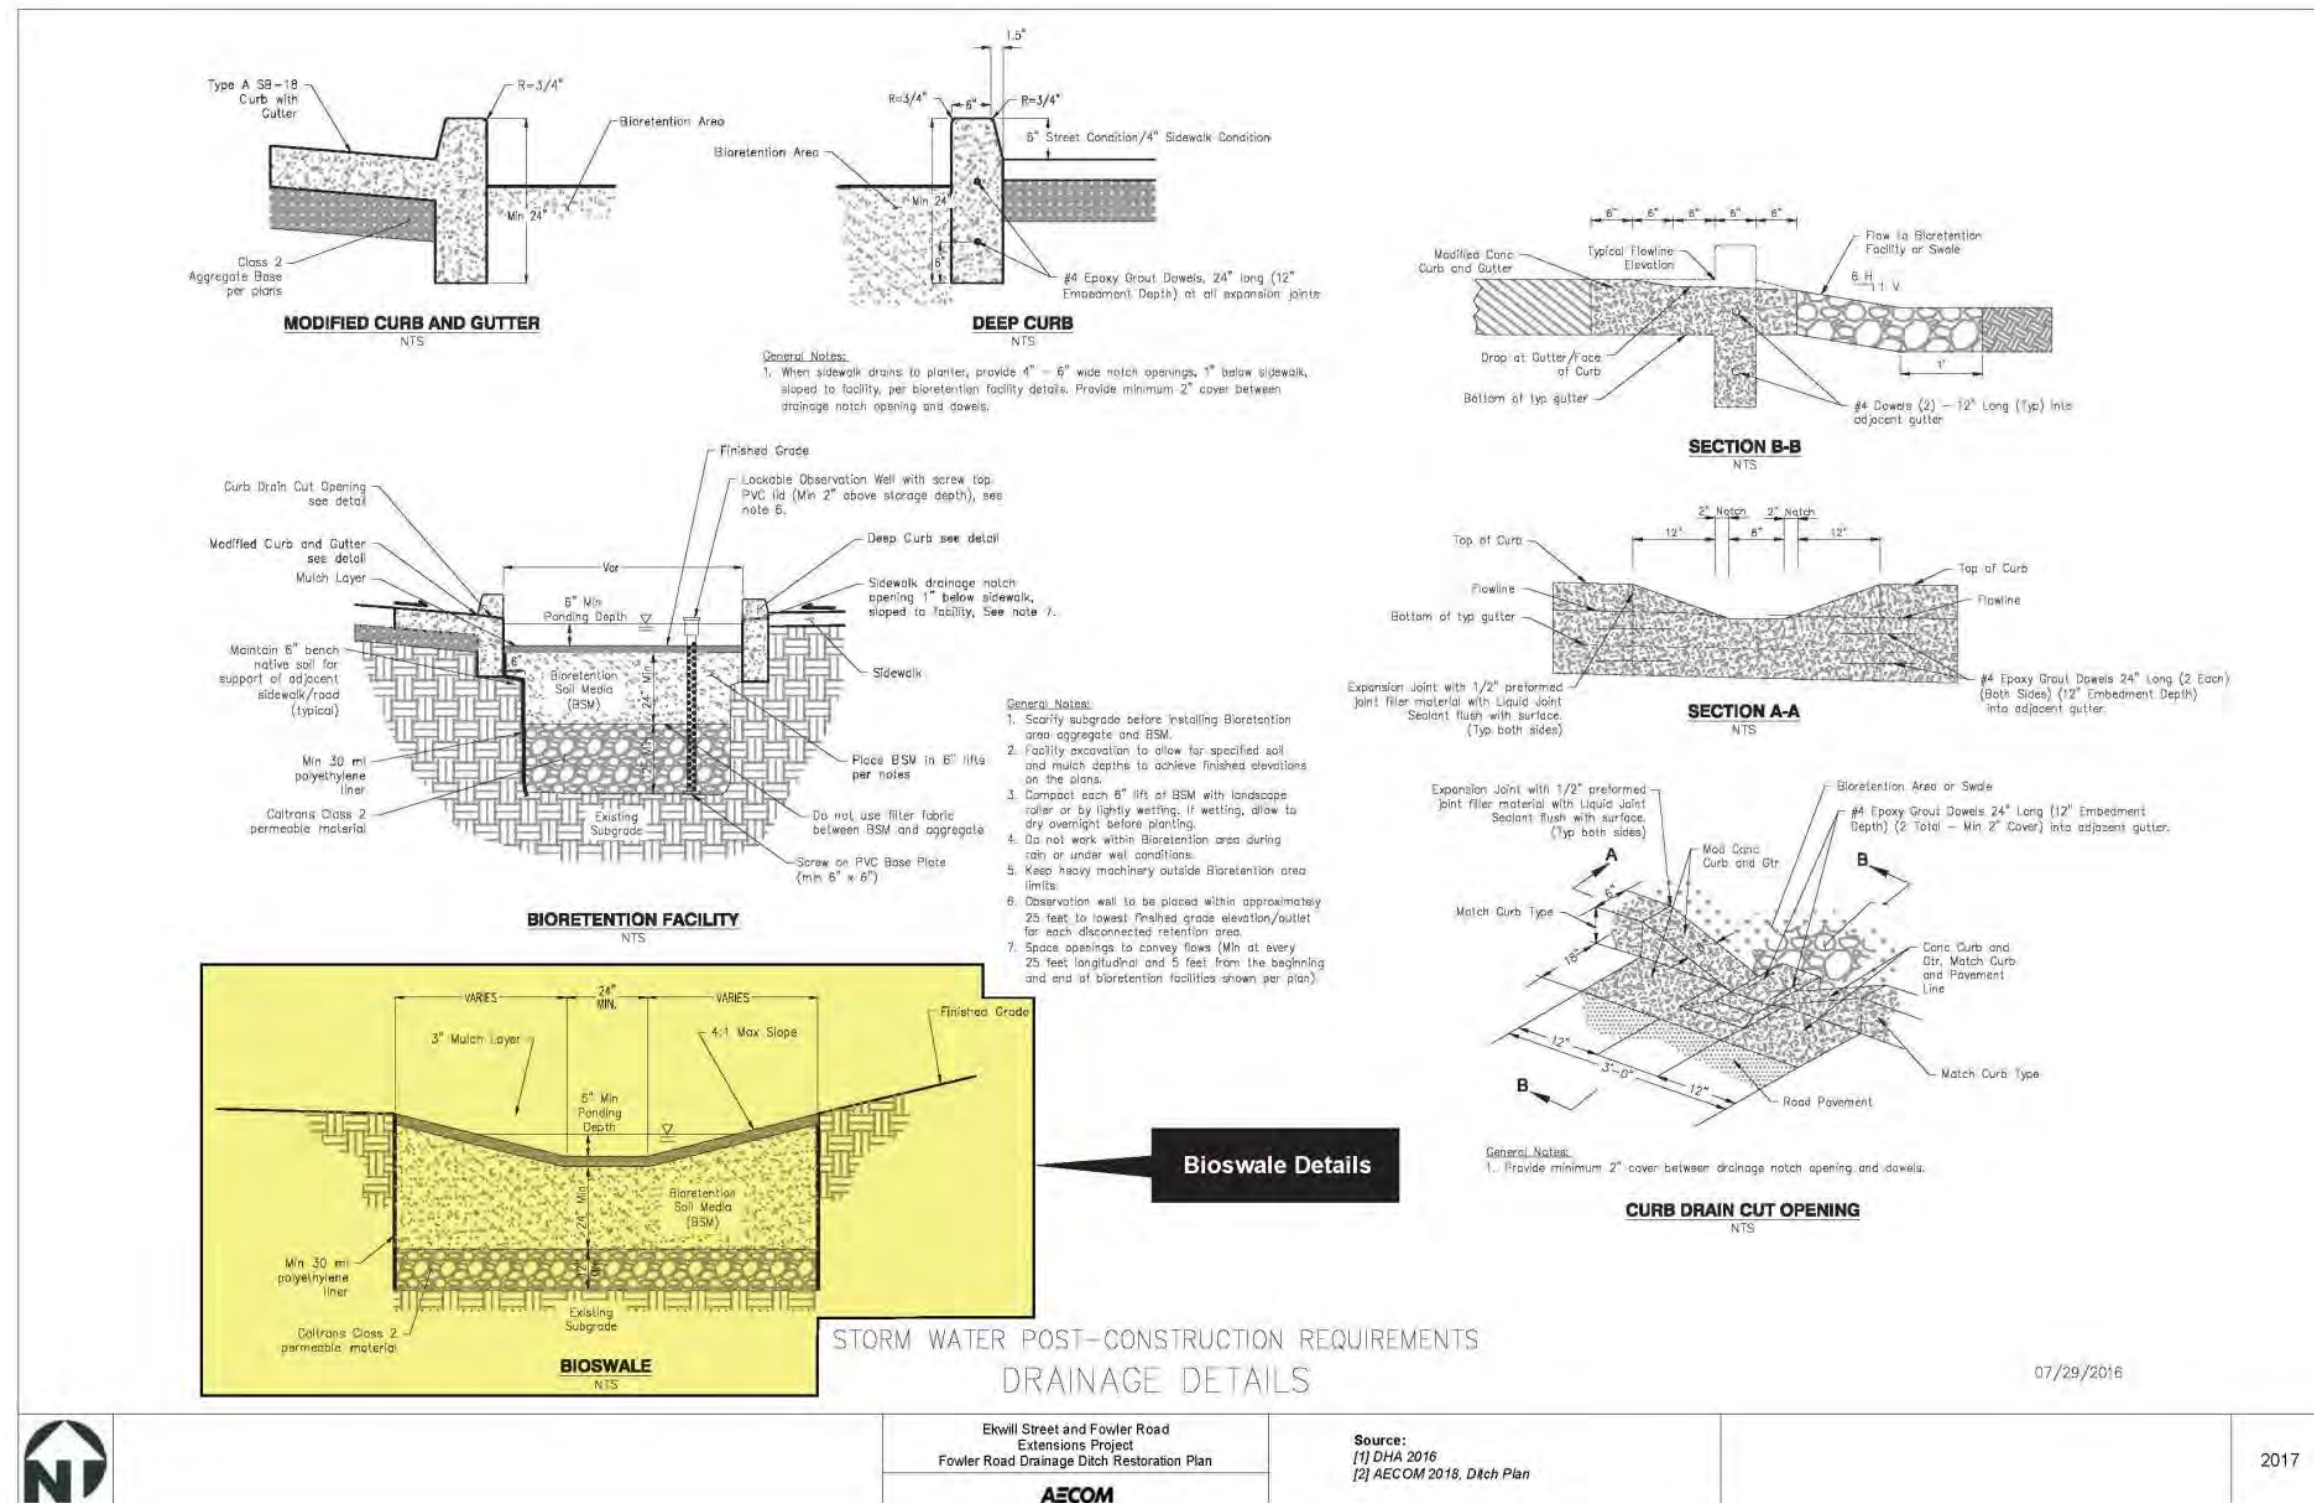 1.5"
Type A SB-18
Curb with
Gutter
R=3/4"
Bioretention Area
Min 24"
Class 2
Aggregate Base
per plans
MODIFIED CURB AND GUTTER
NTS
R=3/4"
6"
R=3/4"
6" Street Condition/4" Sidewalk Condition
Bioretention Area
Min 24"
6"
#4 Epoxy Grout Dowels, 24" long (12"
Embedment Depth) at all expansion joints
DEEP CURB
NTS
General Notes:
1. When sidewalk drains to planter, provide 4" - 6" wide notch openings, 1" below sidewalk,
sloped to facility, per bioretention facility details. Provide minimum 2" cover between
drainage notch opening and dowels.
6" 6" 6" 6" 6"
Modified Conc
Curb and Gutter
Typical Flowline
Elevation
Flow to Bioretention
Facility or Swale
6 H
1 V
Drop at Gutter/Face
of Curb
Bottom of typ gutter
1'
#4 Dowels (2) - 12" Long (Typ) into
adjacent gutter
SECTION B-B
NTS
Finished Grade
Lockable Observation Well with screw top
PVC lid (Min 2" above storage depth), see
note 6.
Curb Drain Cut Opening
see detail
Modified Curb and Gutter
see detail
Mulch Layer
Deep Curb see detail
Var
Sidewalk drainage notch
opening 1" below sidewalk,
sloped to facility, See note 7.
6" Min
Ponding Depth
Maintain 6" bench
native soil for
support of adjacent
sidewalk/road
(typical)
6"
Bioretention
Soil Media
(BSM)
24" Min
Sidewalk
Min 30 ml
polyethylene
liner
12" Min
Place BSM in 6" lifts
per notes
Caltrans Class 2
permeable material
Existing
Subgrade
Do not use filter fabric
between BSM and aggregate
Screw on PVC Base Plate
(min 6" x 6")
BIORETENTION FACILITY
NTS
General Notes:
1. Scarify subgrade before installing Bioretention
area aggregate and BSM.
2. Facility excavation to allow for specified soil
and mulch depths to achieve finished elevations
on the plans.
3. Compact each 6" lift of BSM with landscape
roller or by lightly wetting. If wetting, allow to
dry overnight before planting.
4. Do not work within Bioretention area during
rain or under wet conditions.
5. Keep heavy machinery outside Bioretention area
limits.
6. Observation well to be placed within approximately
25 feet to lowest finsihed grade elevation/outlet
for each disconnected retention area.
7. Space openings to convey flows (Min at every
25 feet longitudinal and 5 feet from the beginning
and end of bioretention facilities shown per plan)
2" Notch 2" Notch
12" 8" 12"
Top of Curb
Top of Curb
Flowline
Flowline
Bottom of typ gutter
Expansion Joint with 1/2" preformed
joint filler material with Liquid Joint
Sealant flush with surface.
(Typ both sides)
#4 Epoxy Grout Dowels 24" Long (2 Each)
(Both Sides) (12" Embedment Depth)
into adjacent gutter.
SECTION A-A
NTS
Expansion Joint with 1/2" preformed
joint filler material with Liquid Joint
Sealant flush with surface.
(Typ both sides)
Bioretention Area or Swale
#4 Epoxy Grout Dowels 24" Long (12" Embedment
Depth) (2 Total - Min 2" Cover) into adjacent gutter.
A
Mod Conc
Curb and Gtr
B
6"
Match Curb Type
18"
Conc Curb and
Gtr, Match Curb
and Pavement
Line
12"
3'-0"
12"
Match Curb Type
B
Road Pavement
General Notes:
1. Provide minimum 2" cover between drainage notch opening and dowels.
CURB DRAIN CUT OPENING
NTS
VARIES
24"
MIN.
VARIES
Finished Grade
3" Mulch Layer
4:1 Max Slope
6" Min
Ponding
Depth
24" Min
Bioretention
Soil Media
(BSM)
Min 30 ml
polyethylene
liner
12"
Existing
Subgrade
Caltrans Class 2
permeable material
BIOSWALE
NTS
Bioswale Details
STORM WATER POST-CONSTRUCTION REQUIREMENTS
DRAINAGE DETAILS
07/29/2016
N
Ekwill Street and Fowler Road
Extensions Project
Fowler Road Drainage Ditch Restoration Plan
AECOM
Source:
[1] DHA 2016
[2] AECOM 2018, Ditch Plan
2017